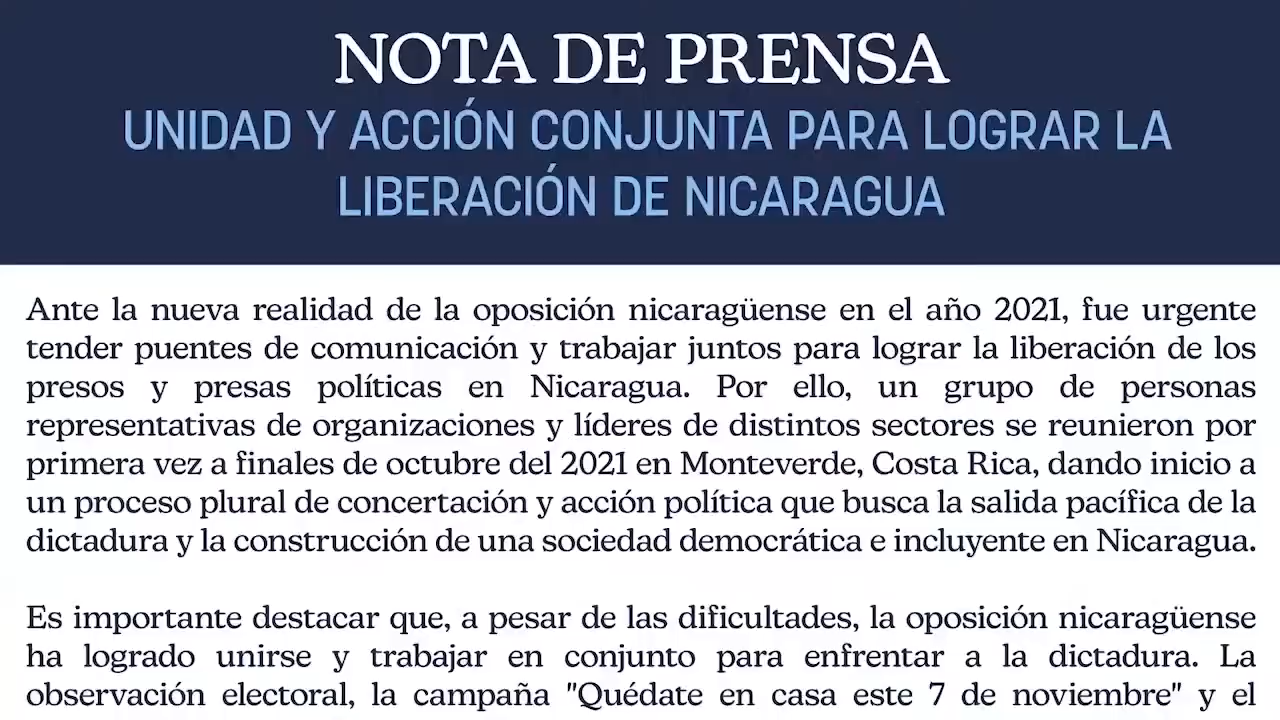 NOTA DE PRENSA
UNIDAD Y ACCIÓN CONJUNTA PARA LOGRAR LA
LIBERACIÓN DE NICARAGUA
Ante la nueva realidad de la oposición nicaragüense en el año 2021, fue urgente
tender puentes de comunicación y trabajar juntos para lograr la liberación de los
presos y presas políticas en Nicaragua. Por ello, un grupo de personas
representativas de organizaciones y líderes de distintos sectores se reunieron por
primera vez a finales de octubre del 2021 en Monteverde, Costa Rica, dando inicio a
un proceso plural de concertación y acción política que busca la salida pacífica de la
dictadura y la construcción de una sociedad democrática e incluyente en Nicaragua.
Es importante destacar que, a pesar de las dificultades, la oposición nicaragüense
ha logrado unirse y trabajar en conjunto para enfrentar a la dictadura. La
observación electoral, la campaña "Quédate en casa este 7 de noviembre" y el